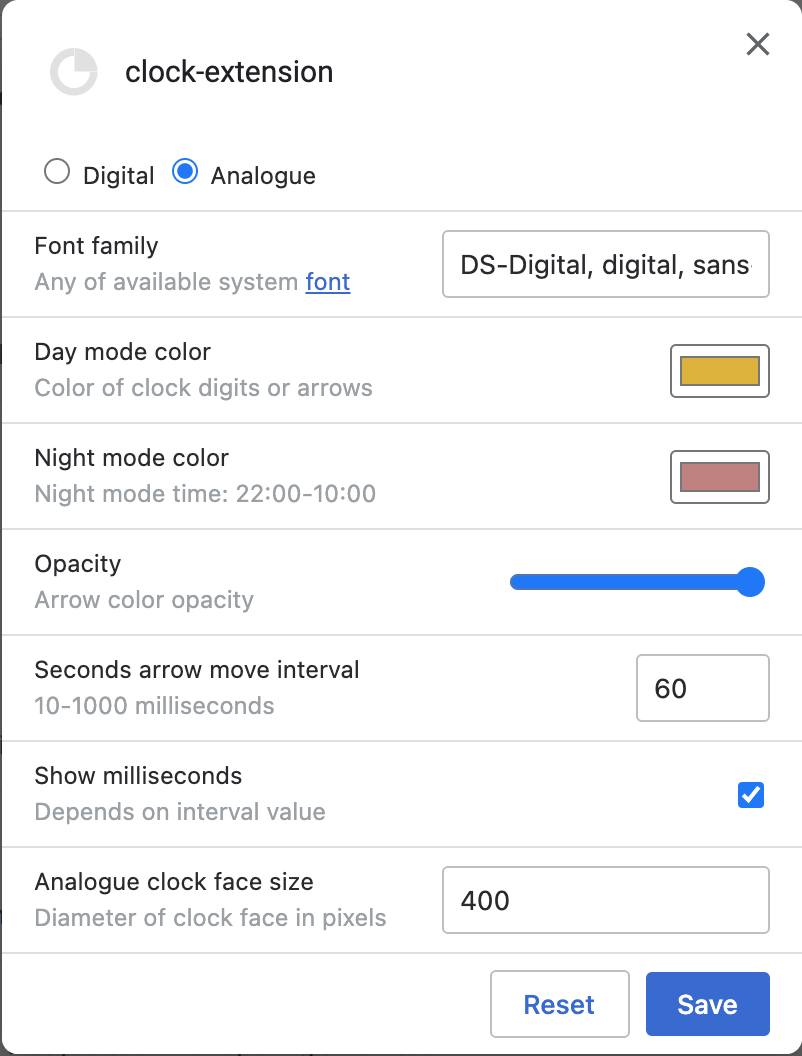 clock-extension
Digital Analogue
Font family
Any of available system font
DS-Digital, digital, sans-
Day mode color
Color of clock digits or arrows
Night mode color
Night mode time: 22:00-10:00
Opacity
Arrow color opacity
Seconds arrow move interval
10-1000 milliseconds
60
Show milliseconds
Depends on interval value
Analogue clock face size
Diameter of clock face in pixels
400
Reset Save